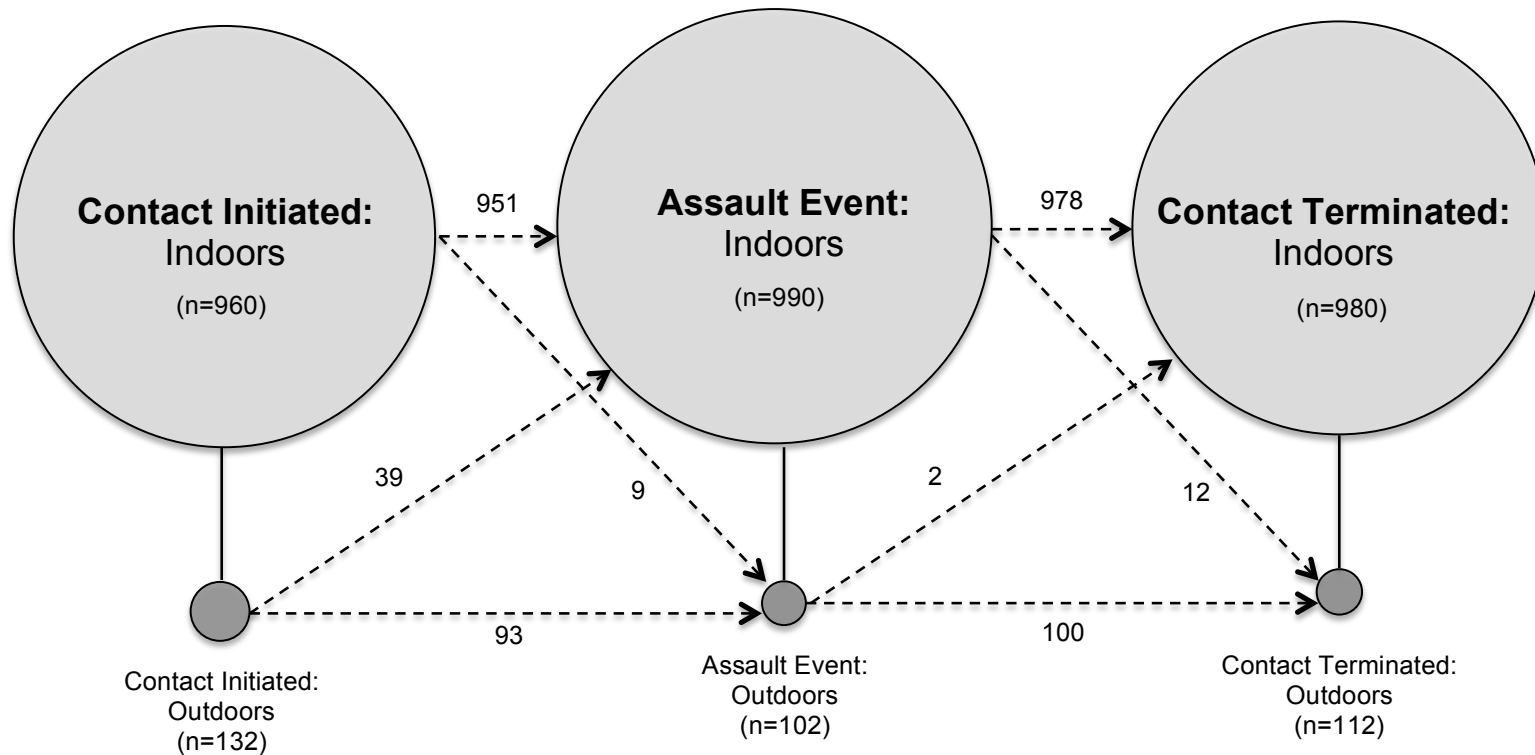 Contact Initiated:
Indoors
(n=960)
951
Assault Event:
Indoors
(n=990)
978
Contact Terminated:
Indoors
(n=980)
39
9
2
12
93
100
Contact Initiated:
Outdoors
(n=132)
Assault Event:
Outdoors
(n=102)
Contact Terminated:
Outdoors
(n=112)